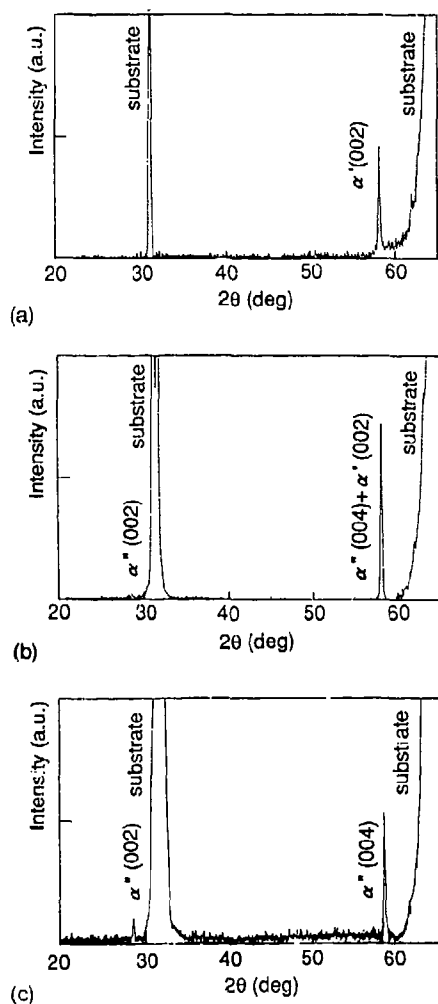 Intensity (a.u.)
substrate
α'(002)
substrate
20 30 40 50 60
2θ (deg)
(a)
Intensity (a.u.)
α" (002)
substrate
α" (004)+ α' (002)
substrate
20 30 40 50 60
2θ (deg)
(b)
Intensity (a.u.)
α" (002)
substrate
α" (004)
substrate
20 30 40 50 60
2θ (deg)
(c)